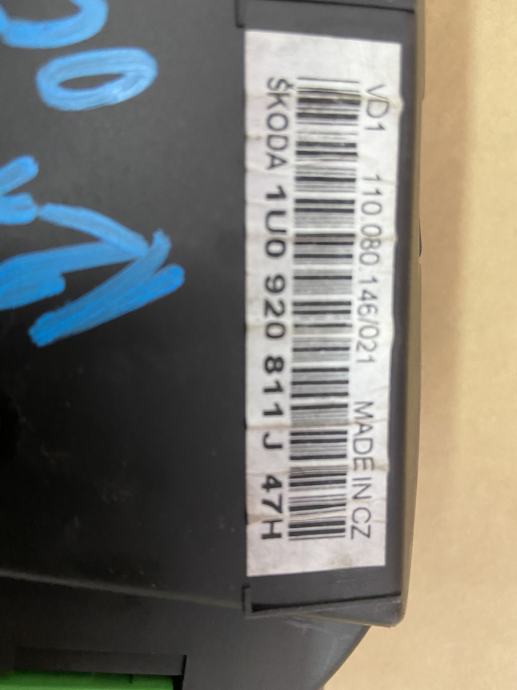 VD1 110.080.146/021 MADE IN CZ
ŠKODA 1U0 920 811 J 47H